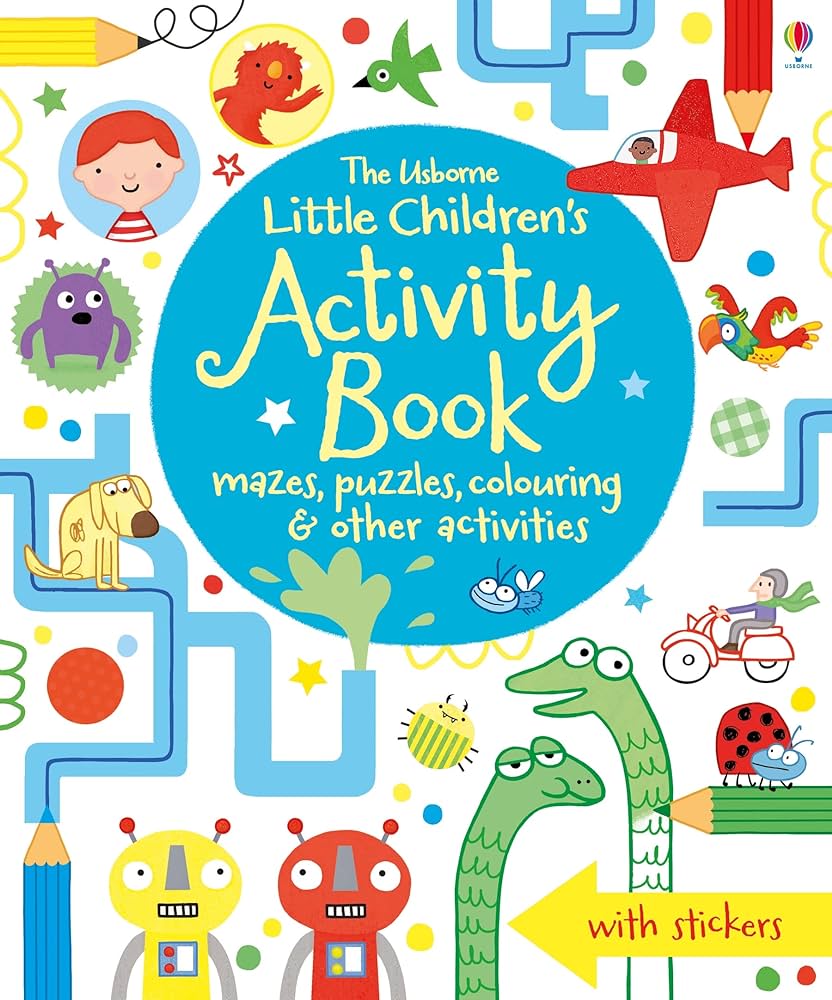 USBORNE
The Usborne
Little Children's
Activity
Book
mazes, puzzles, colouring
& other activities
with stickers